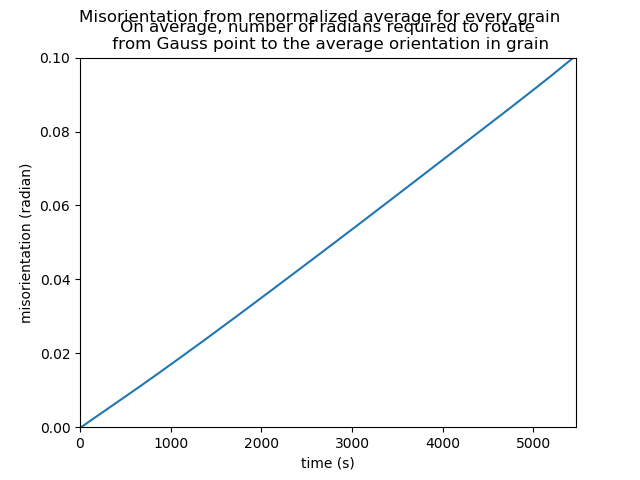 Misorientation from renormalized average for every grain
On average, number of radians required to rotate
from Gauss point to the average orientation in grain
0.10
0.08
0.06
0.04
0.02
0.00
misorientation (radian)
0 1000 2000 3000 4000 5000
time (s)